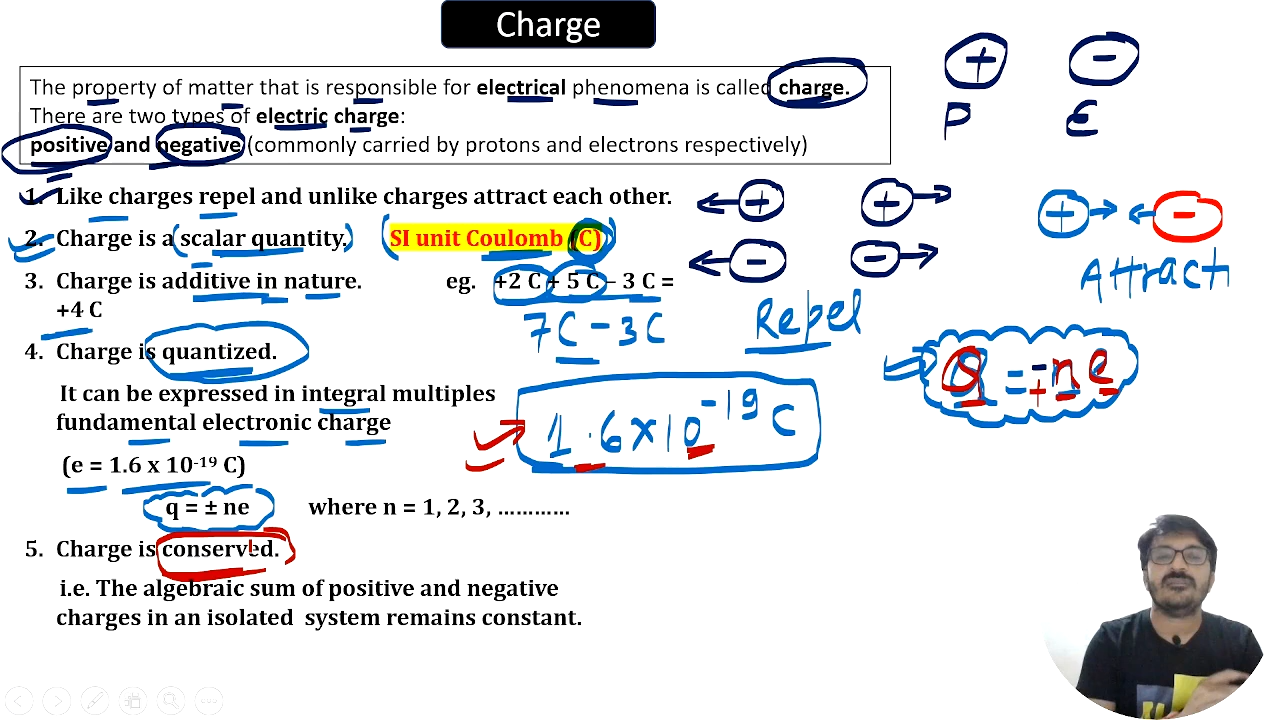 Charge
The property of matter that is responsible for electrical phenomena is called charge.
There are two types of electric charge:
positive and negative (commonly carried by protons and electrons respectively)
+ -
P E
1. Like charges repel and unlike charges attract each other.
+ + + -
2. Charge is a scalar quantity. SI unit Coulomb (C)
- -
Attract
3. Charge is additive in nature. eg. +2 C + 5 C – 3 C =
+4 C
7C - 3C
Repel
4. Charge is quantized.
Q = ± n e
It can be expressed in integral multiples
fundamental electronic charge
1.6 x 10⁻¹⁹ C
(e = 1.6 x 10⁻¹⁹ C)
q = ± ne where n = 1, 2, 3, ............
5. Charge is conserved.
i.e. The algebraic sum of positive and negative
charges in an isolated system remains constant.